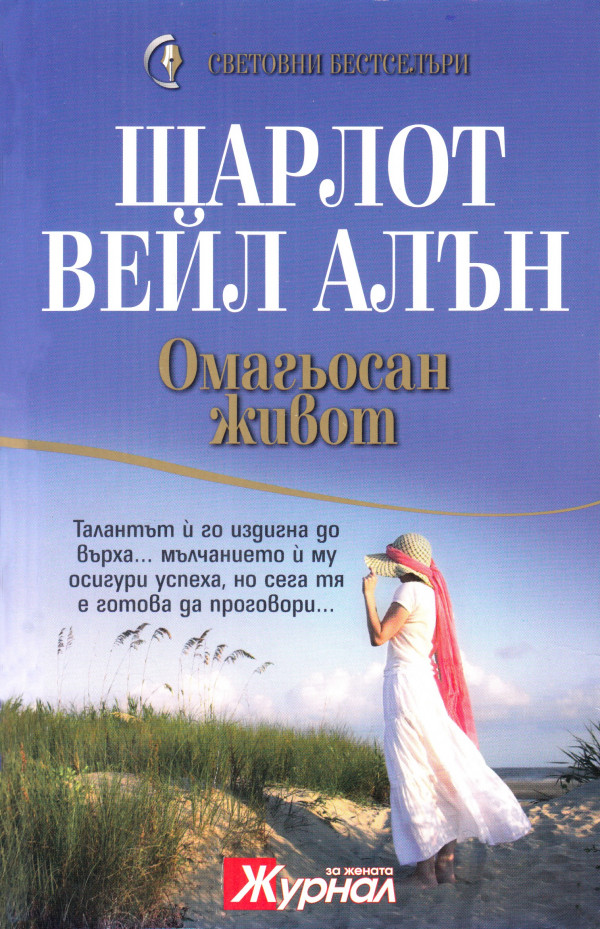 СВЕТОВНИ БЕСТСЕЛЪРИ
ШАРЛОТ
ВЕЙЛ АЛЪН
Омагьосан
живот
Талантът ѝ го издигна до
върха... мълчанието ѝ му
осигури успеха, но сега тя
е готова да проговори...
за жената
Журнал